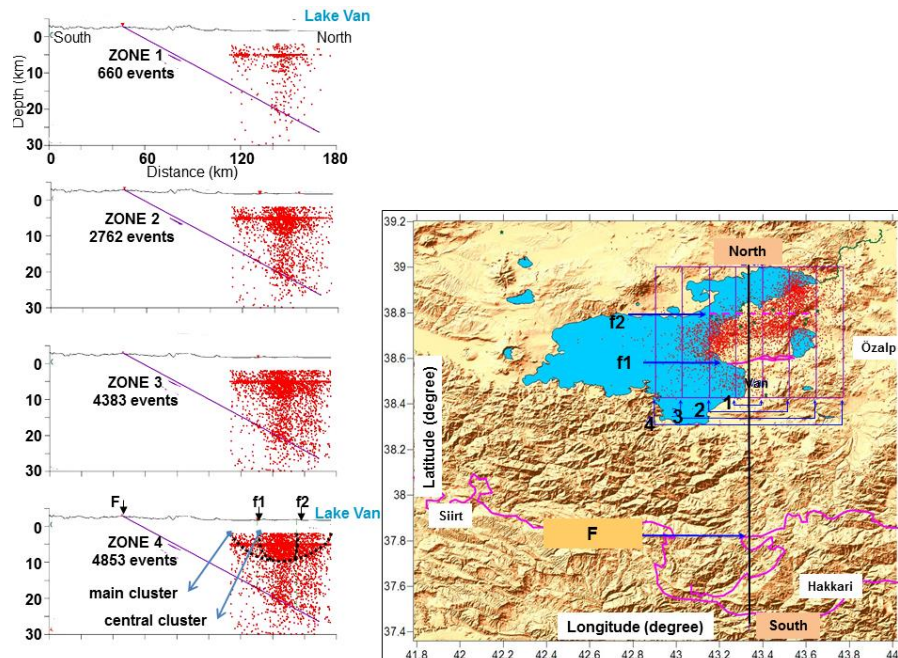 Lake Van
South
North
ZONE 1
660 events
Depth (km)
0
5
10
20
30
0
60
120
180
Distance (km)
ZONE 2
2762 events
0
5
10
20
30
ZONE 3
4383 events
0
5
10
20
30
F
f1
f2
Lake Van
ZONE 4
4853 events
0
5
10
20
30
main cluster
central cluster
39.2
39
38.8
38.6
38.4
38.2
38
37.8
37.6
37.4
Latitude (degree)
North
f2
f1
Özalp
Van
1
2
3
4
Siirt
F
Hakkari
Longitude (degree)
South
41.8
42
42.2
42.4
42.6
42.8
43
43.2
43.4
43.6
43.8
44